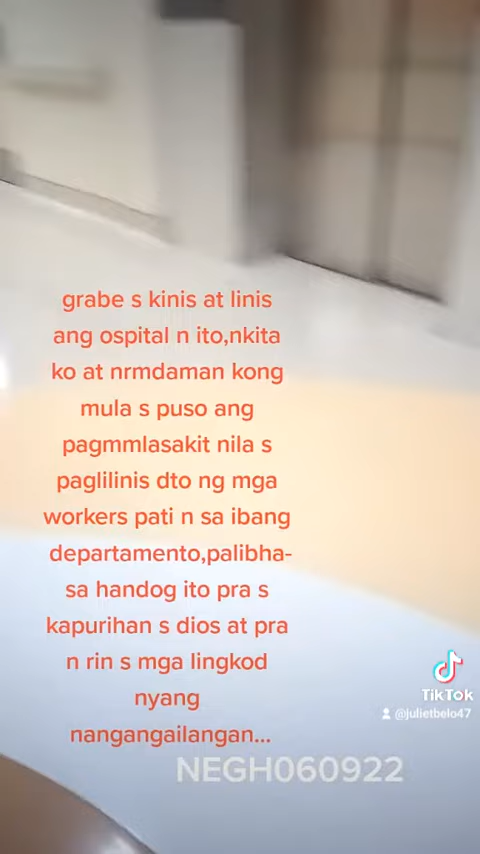 grabe s kinis at linis
ang ospital n ito,nkita
ko at nrmdaman kong
mula s puso ang
pagmmlasakit nila s
paglilinis dto ng mga
workers pati n sa ibang
departamento,palibha-
sa handog ito pra s
kapurihan s dios at pra
n rin s mga lingkod
nyang
nangangailangan...
TikTok
@julietbelo47
NEGH060922